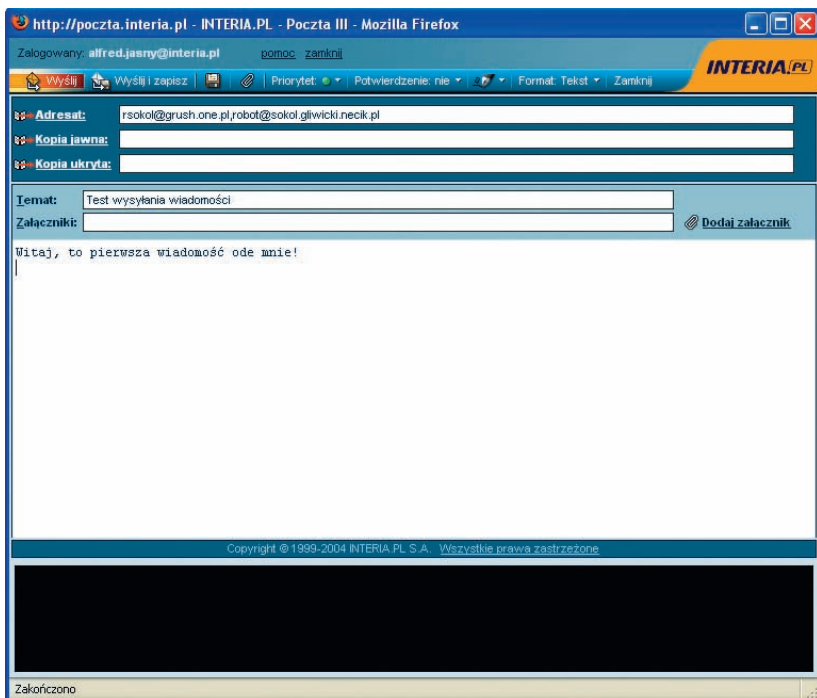 http://poczta.interia.pl - INTERIA.PL - Poczta III - Mozilla Firefox
Zalogowany: alfred.jasny@interia.pl pomoc zamknij
INTERIA.PL
Wyślij Wyślij i zapisz Priorytet: Potwierdzenie: nie Format: Tekst Zamknij
Adresat: rsokol@grush.one.pl,robot@sokol.gliwicki.necik.pl
Kopia jawna:
Kopia ukryta:
Temat: Test wysyłania wiadomości
Załączniki: Dodaj załącznik
Witaj, to pierwsza wiadomość ode mnie!
Copyright © 1999-2004 INTERIA.PL S.A. Wszystkie prawa zastrzeżone
Zakończono